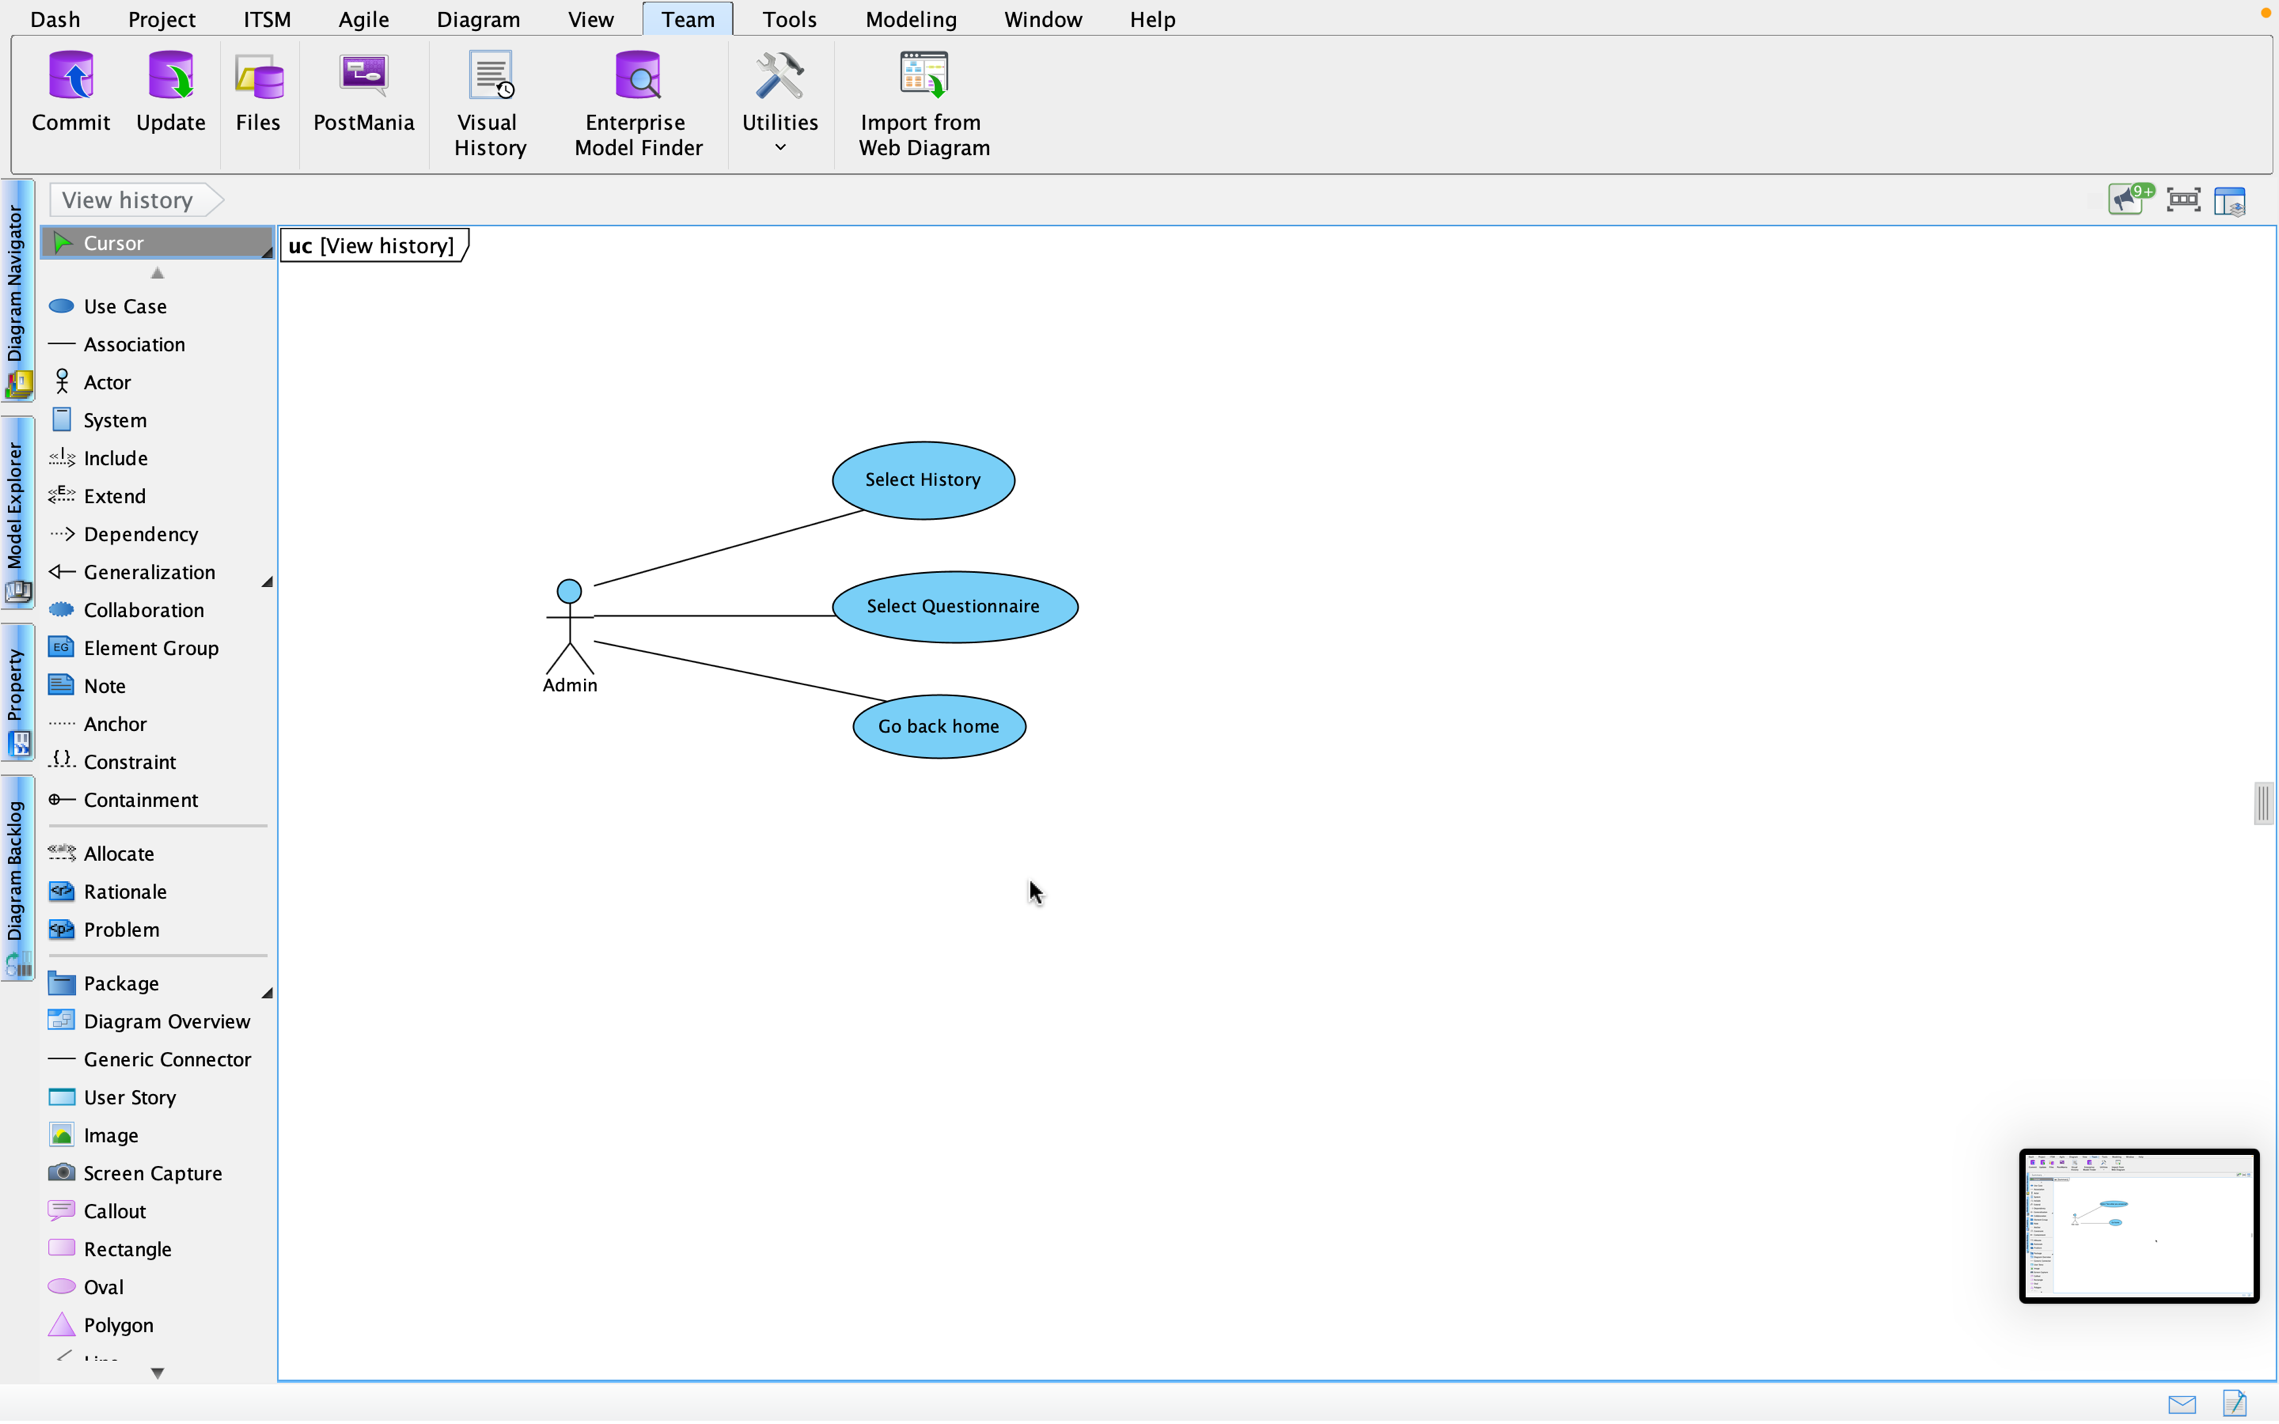 Dash Project ITSM Agile Diagram View Team Tools Modeling Window Help
Commit Update Files PostMania Visual History Enterprise Model Finder Utilities Import from Web Diagram
View history
9+
Diagram Navigator
Model Explorer
Property
Diagram Backlog
Cursor
Use Case
Association
Actor
System
<<I>> Include
<<E>> Extend
Dependency
Generalization
Collaboration
EG Element Group
Note
Anchor
{} Constraint
Containment
Allocate
<r> Rationale
<p> Problem
Package
Diagram Overview
Generic Connector
User Story
Image
Screen Capture
Callout
Rectangle
Oval
Polygon
uc [View history]
Select History
Select Questionnaire
Go back home
Admin